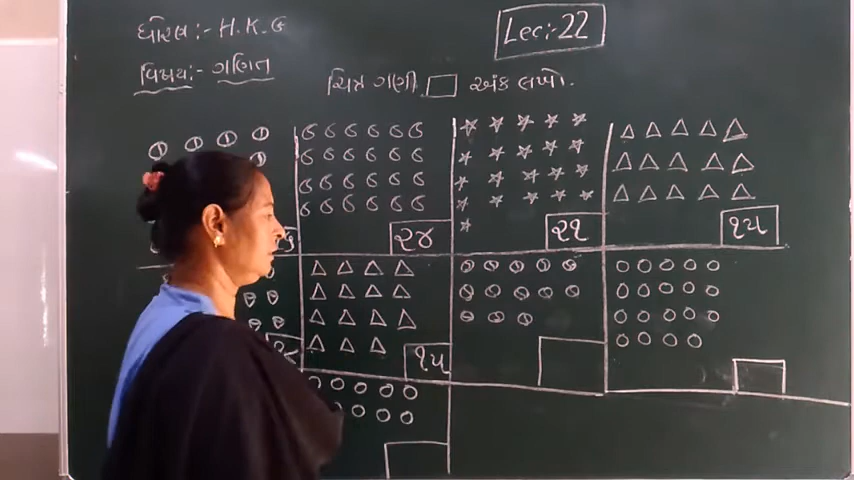 ધોરણ :- H.K.G
Lec:-22
વિષય:- ગણિત
ચિત્ર ગણી □ અંક લખો.
૨૪
૨૧
૧૫
૧૫